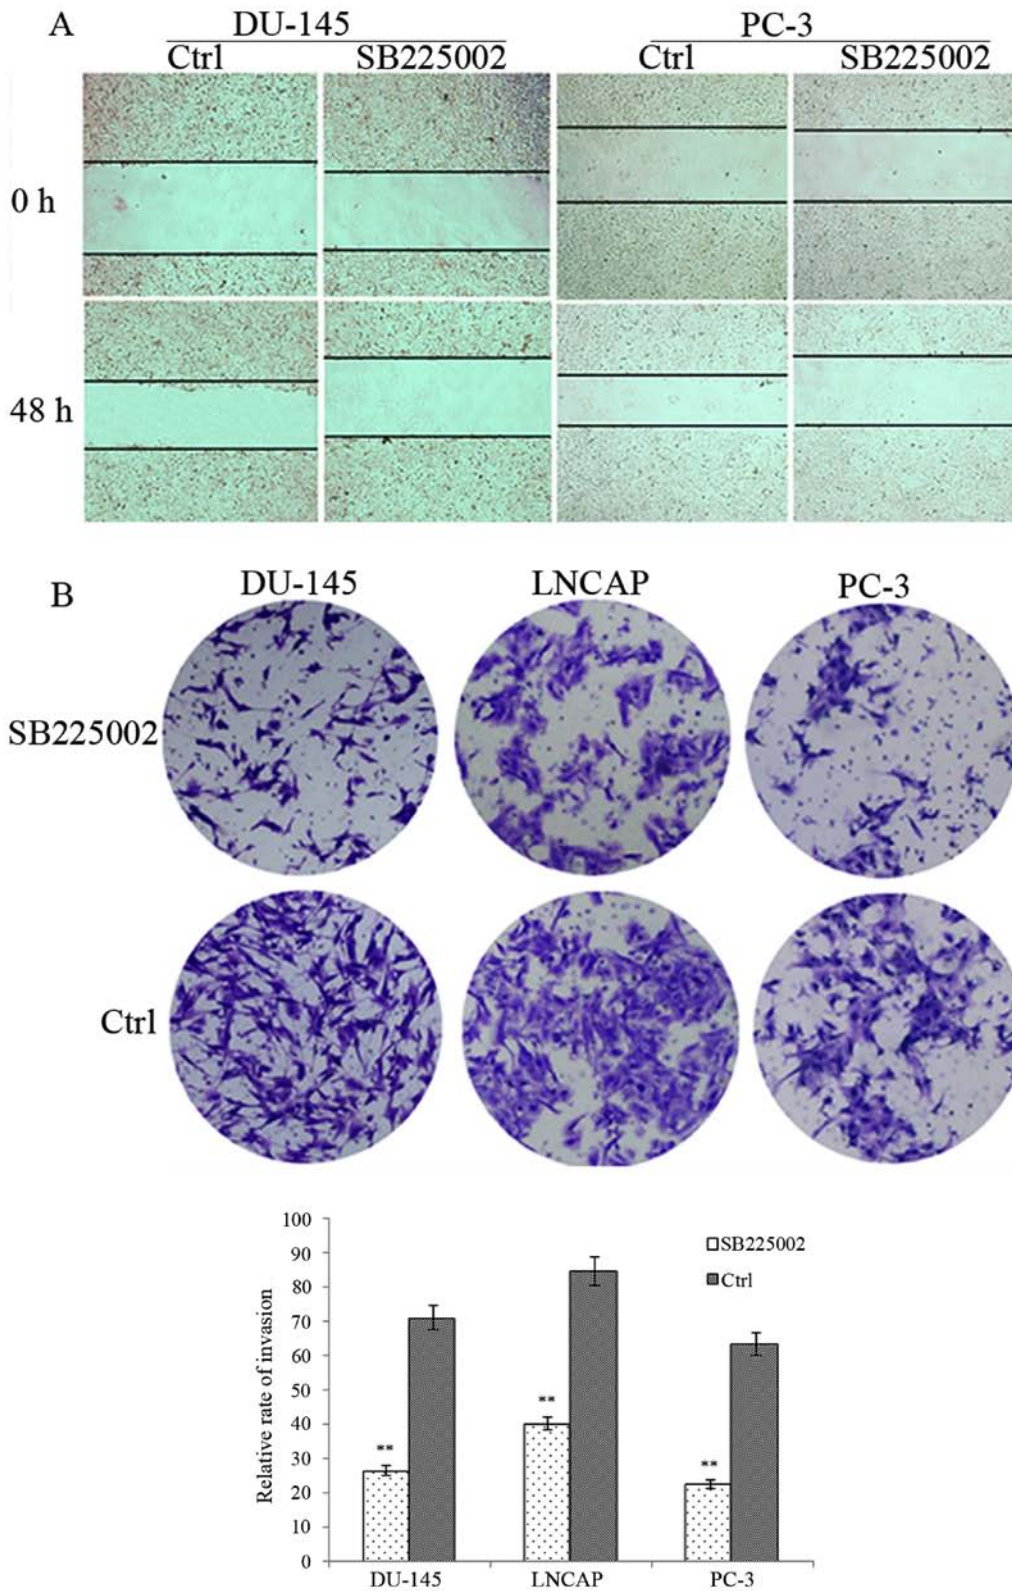 A
DU-145
PC-3
Ctrl
SB225002
Ctrl
SB225002
0 h
48 h
B
DU-145
LNCAP
PC-3
SB225002
Ctrl
100
90
80
70
60
50
40
30
20
10
0
Relative rate of invasion
SB225002
Ctrl
**
**
**
DU-145
LNCAP
PC-3